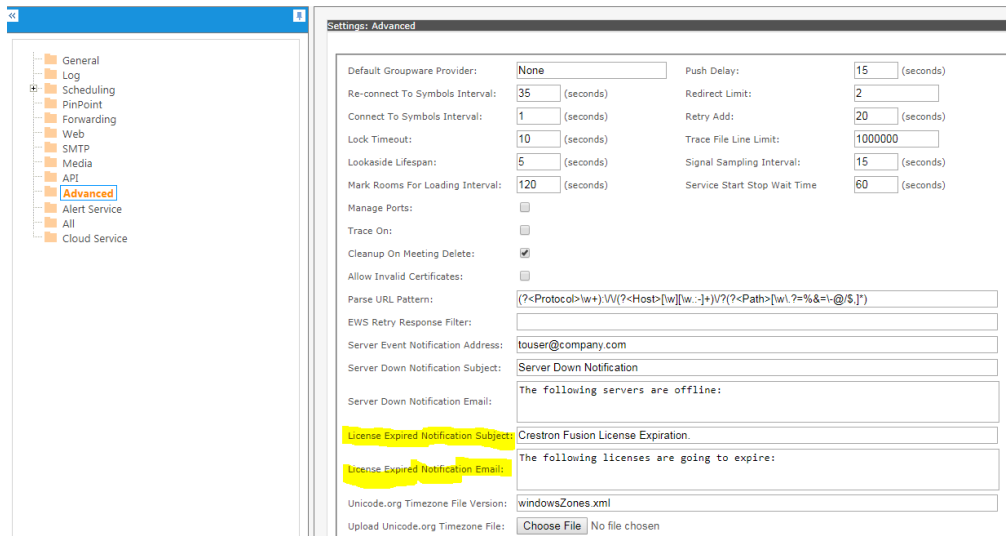 «
Settings: Advanced
General
Log
Scheduling
PinPoint
Forwarding
Web
SMTP
Media
API
Advanced
Alert Service
All
Cloud Service
Default Groupware Provider: None Push Delay: 15 (seconds)
Re-connect To Symbols Interval: 35 (seconds) Redirect Limit: 2
Connect To Symbols Interval: 1 (seconds) Retry Add: 20 (seconds)
Lock Timeout: 10 (seconds) Trace File Line Limit: 1000000
Lookaside Lifespan: 5 (seconds) Signal Sampling Interval: 15 (seconds)
Mark Rooms For Loading Interval: 120 (seconds) Service Start Stop Wait Time 60 (seconds)
Manage Ports:
Trace On:
Cleanup On Meeting Delete:
Allow Invalid Certificates:
Parse URL Pattern: (?<Protocol>\w+):\/\/(?<Host>[\w][\w.:-]+)\/?(?<Path>[\w\.?=%&=\-@/$,]*)
EWS Retry Response Filter:
Server Event Notification Address: touser@company.com
Server Down Notification Subject: Server Down Notification
Server Down Notification Email: The following servers are offline:
License Expired Notification Subject: Crestron Fusion License Expiration.
License Expired Notification Email: The following licenses are going to expire:
Unicode.org Timezone File Version: windowsZones.xml
Upload Unicode.org Timezone File: Choose File No file chosen